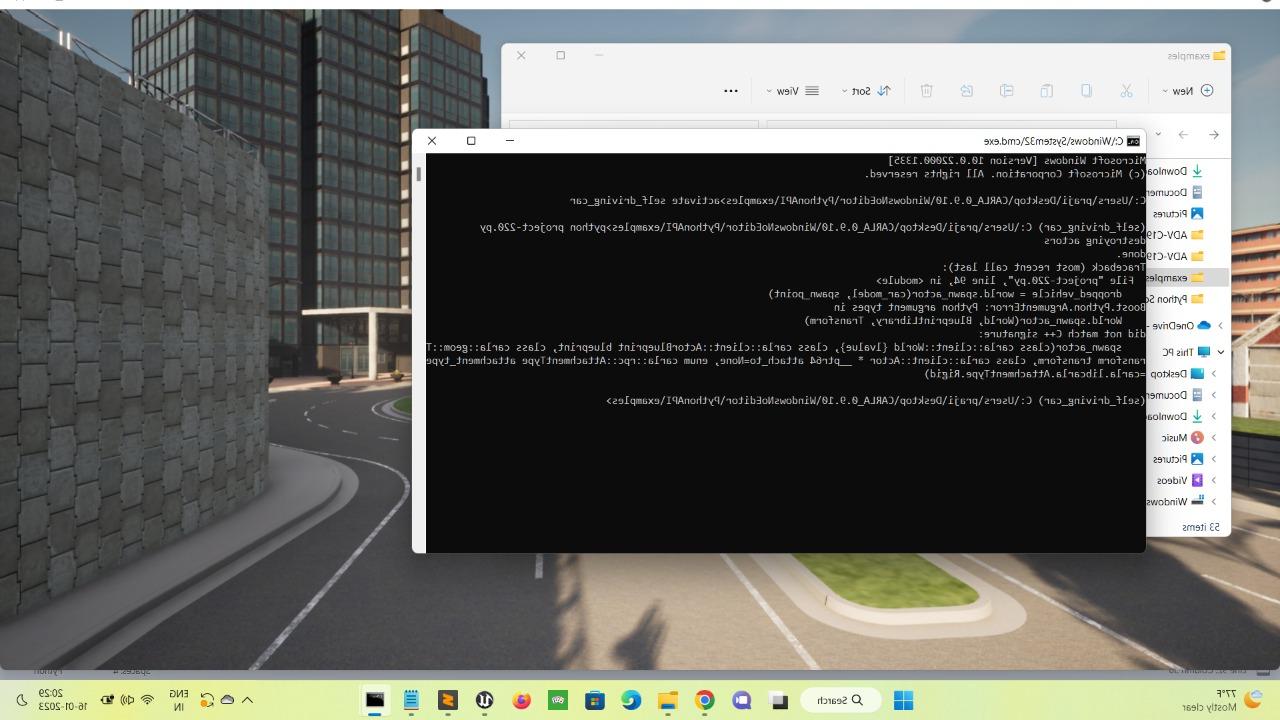 examples
New
Sort
View
C:\Windows\System32\cmd.exe
Microsoft Windows [Version 10.0.22000.1335]
(c) Microsoft Corporation. All rights reserved.
C:\Users\praji\Desktop\CARLA_0.9.10\WindowsNoEditor\PythonAPI\examples>activate self_driving_car
(self_driving_car) C:\Users\praji\Desktop\CARLA_0.9.10\WindowsNoEditor\PythonAPI\examples>python project-220.py
destroying actors
done.
Traceback (most recent call last):
File "project-220.py", line 94, in <module>
dropped_vehicle = world.spawn_actor(car_model, spawn_point)
Boost.Python.ArgumentError: Python argument types in
World.spawn_actor(World, BlueprintLibrary, Transform)
did not match C++ signature:
spawn_actor(class carla::client::World {lvalue}, class carla::client::ActorBlueprint blueprint, class carla::geom::T
ransform transform, class carla::client::Actor * __ptr64 attach_to=None, enum carla::rpc::AttachmentType attachment_type
=carla.libcarla.AttachmentType.Rigid)
(self_driving_car) C:\Users\praji\Desktop\CARLA_0.9.10\WindowsNoEditor\PythonAPI\examples>
Downloa
Documen
Pictures
ADV-C19
ADV-C19
examples
Python Sc
OneDrive -
This PC
Desktop
Documen
Downloa
Music
Pictures
Videos
Windows
53 items
Spaces: 4
Python
77°F
Mostly clear
Search
ENG
IN
20:29
16-01-2023